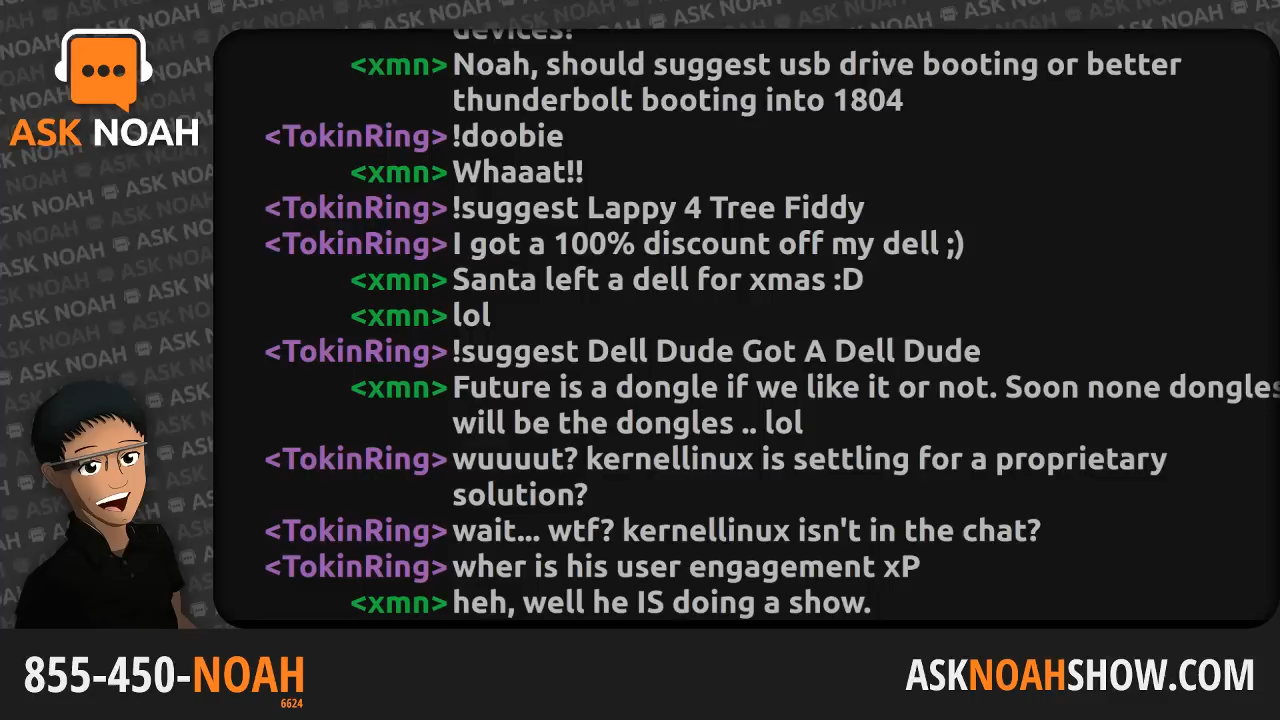 devices!
<xmn> Noah, should suggest usb drive booting or better
thunderbolt booting into 1804
<TokinRing> !doobie
<xmn> Whaaat!!
<TokinRing> !suggest Lappy 4 Tree Fiddy
<TokinRing> I got a 100% discount off my dell ;)
<xmn> Santa left a dell for xmas :D
<xmn> lol
<TokinRing> !suggest Dell Dude Got A Dell Dude
<xmn> Future is a dongle if we like it or not. Soon none dongles
will be the dongles .. lol
<TokinRing> wuuuut? kernellinux is settling for a proprietary
solution?
<TokinRing> wait... wtf? kernellinux isn't in the chat?
<TokinRing> wher is his user engagement xP
<xmn> heh, well he IS doing a show.
ASK NOAH
855-450-NOAH
6624
ASKNOAHSHOW.COM